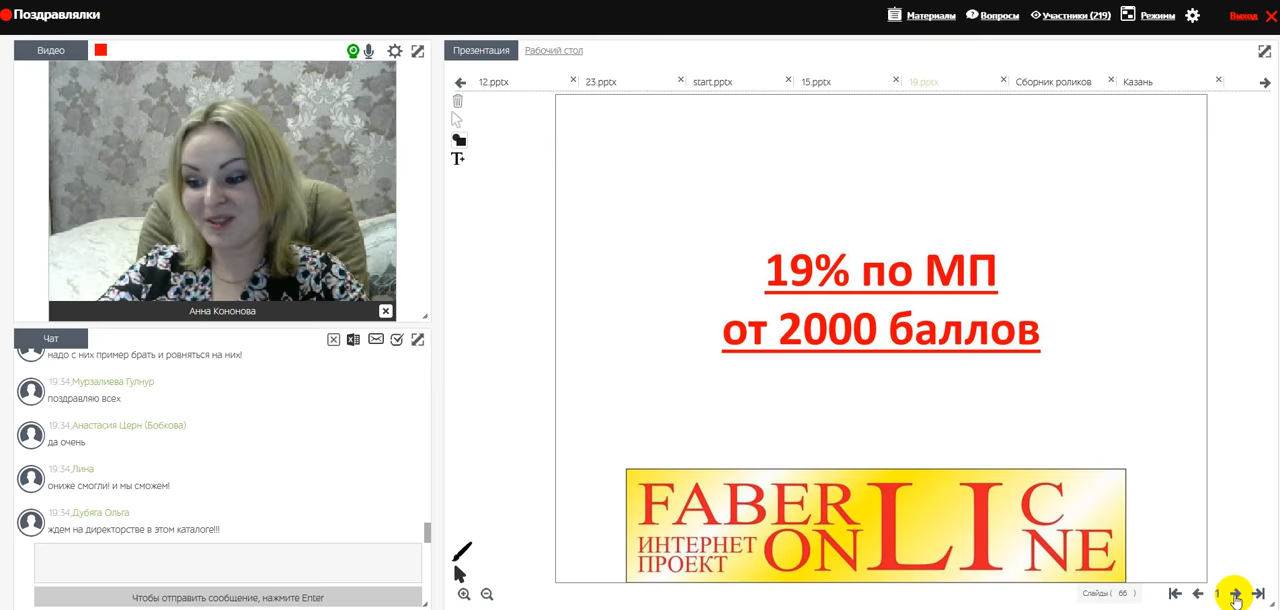 Поздравлялки
Материалы
Вопросы
Участники (219)
Режимы
Выход
Видео
Анна Кононова
Чат
надо с них пример брать и ровняться на них!
19:34,Мурзалиева Гулнур
поздравляю всех
19:34,Анастасия Церн (Бобкова)
да очень
19:34,Лина
ониже смогли! и мы сможем!
19:34,Дубяга Ольга
ждем на директорстве в этом каталоге!!!
Чтобы отправить сообщение, нажмите Enter
Презентация
Рабочий стол
12.pptx
23.pptx
start.pptx
15.pptx
19.pptx
Сборник роликов
Казань
19% по МП
от 2000 баллов
FABERLIC
ИНТЕРНЕТ
ПРОЕКТ
ONLINE
Слайды ( 66 )
1